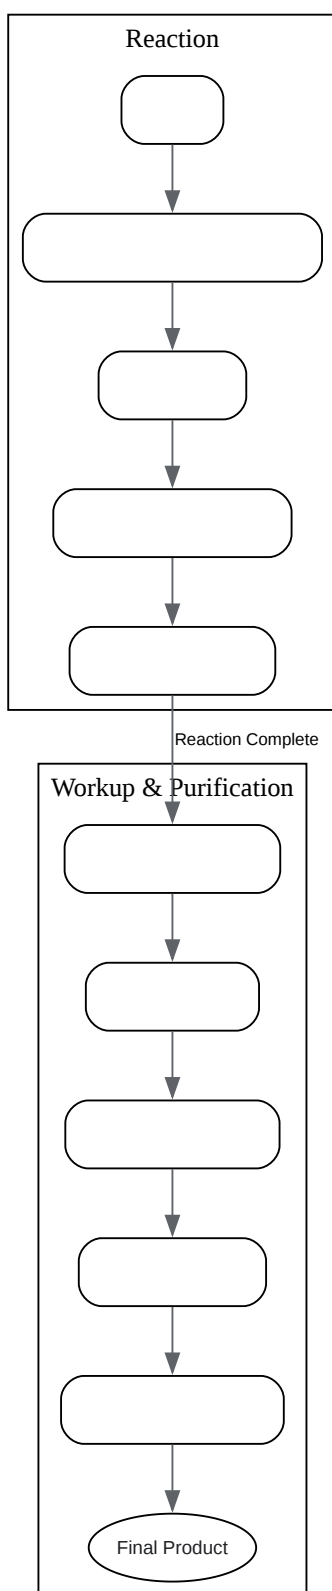 Reaction
Reaction Complete
Workup & Purification
Final Product